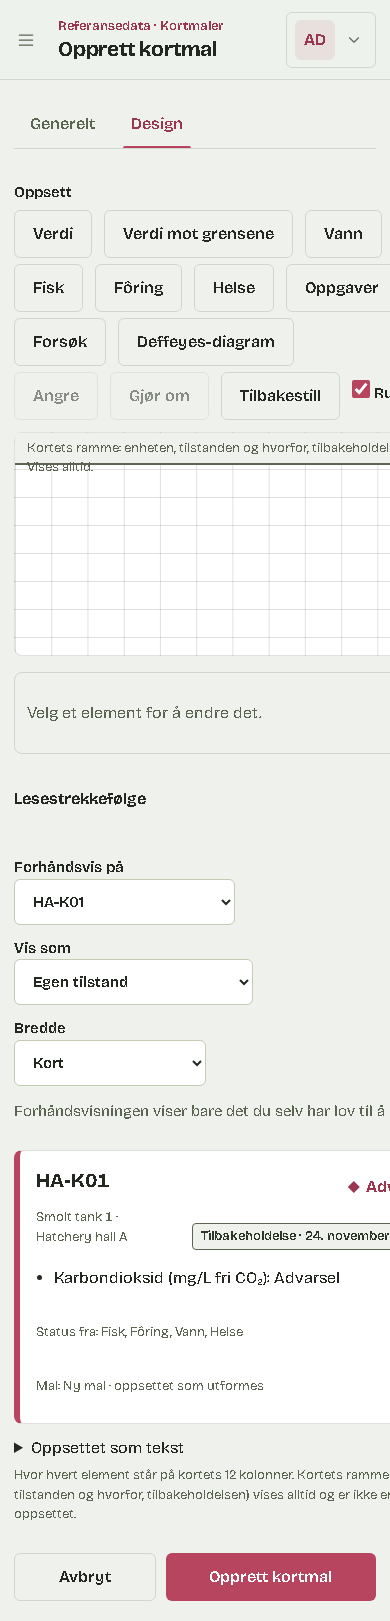 Referansedata · Kortmaler
Opprett kortmal
AD
Generelt
Design
Oppsett
Verdi
Verdi mot grensene
Vann
Fisk
Fôring
Helse
Oppgaver
Forsøk
Deffeyes-diagram
Angre
Gjør om
Tilbakestill
Ru
Kortets ramme: enheten, tilstanden og hvorfor, tilbakeholdel
Vises alltid.
Velg et element for å endre det.
Lesestrekkefølge
Forhåndsvis på
HA-K01
Vis som
Egen tilstand
Bredde
Kort
Forhåndsvisningen viser bare det du selv har lov til å
HA-K01
Adv
Smolt tank 1 ·
Hatchery hall A
Tilbakeholdelse · 24. november
• Karbondioksid (mg/L fri CO₂): Advarsel
Status fra: Fisk, Fôring, Vann, Helse
Mal: Ny mal · oppsettet som utformes
Oppsettet som tekst
Hvor hvert element står på kortets 12 kolonner. Kortets ramme
tilstanden og hvorfor, tilbakeholdelsen) vises alltid og er ikke e
oppsettet.
Avbryt
Opprett kortmal